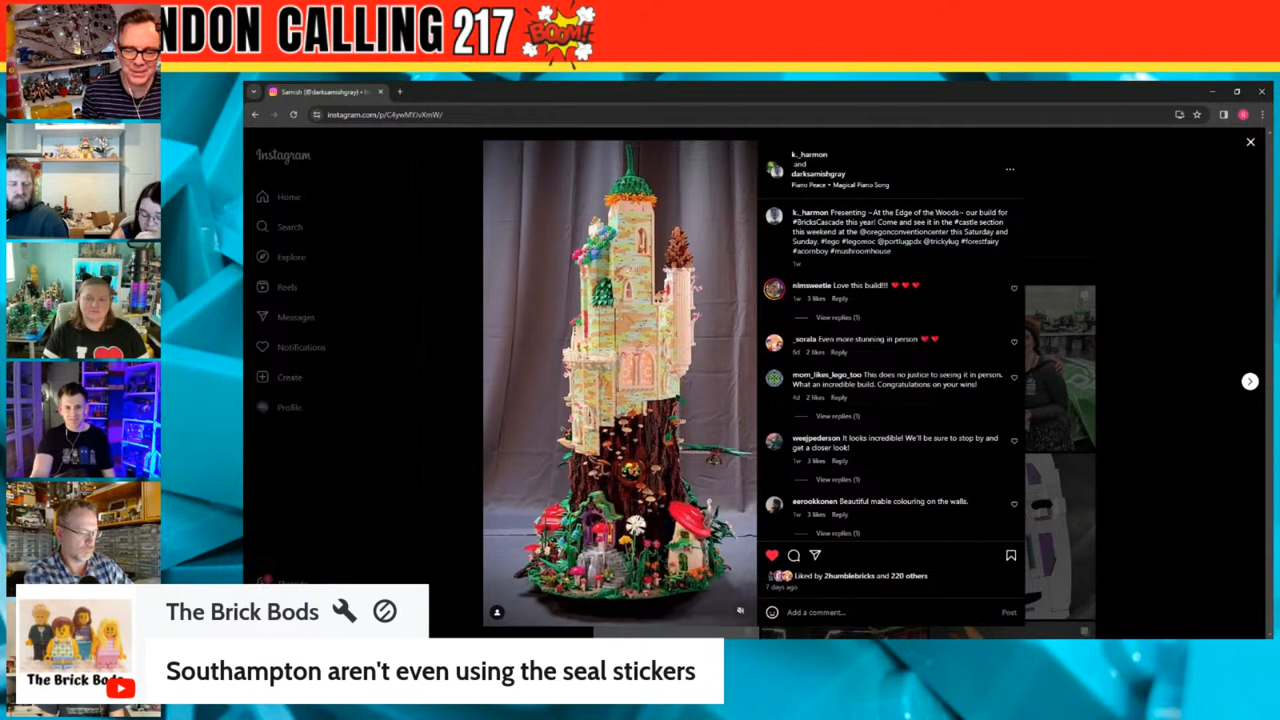 NDON CALLING 217
BOOM!
Samish (@darksamishgray) • In
instagram.com/p/C4ywMYJvXmW/
Instagram
Home
Search
Explore
Reels
Messages
Notifications
Create
Profile
k._harmon
and
darksamishgray
Piano Peace • Magical Piano Song
k._harmon Presenting ~At the Edge of the Woods~ our build for
#BricksCascade this year! Come and see it in the #castle section
this weekend at the @oregonconventioncenter this Saturday and
Sunday. #lego #legomoc @portlugpdx @trickylug #forestfairy
#acornboy #mushroomhouse
1w
nlmsweetie Love this build!!! ❤️ ❤️ ❤️
1w 3 likes Reply
View replies (1)
_sorala Even more stunning in person ❤️ ❤️
6d 2 likes Reply
mom_likes_lego_too This does no justice to seeing it in person.
What an incredible build. Congratulations on your wins!
4d 2 likes Reply
View replies (1)
weejpederson It looks incredible! We'll be sure to stop by and
get a closer look!
1w 3 likes Reply
View replies (1)
eerookkonen Beautiful mable colouring on the walls.
1w 3 likes Reply
View replies (1)
Liked by 2humblebricks and 220 others
7 days ago
Add a comment... Post
The Brick Bods
Southampton aren't even using the seal stickers
The Brick Bods